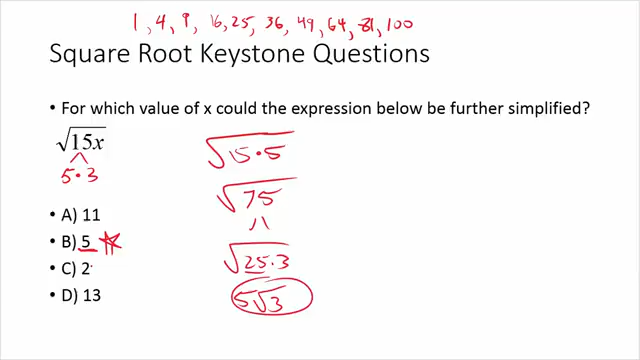 1, 4, 9, 16, 25, 36, 49, 64, 81, 100
Square Root Keystone Questions
• For which value of x could the expression below be further simplified?
√15x
5·3
• A) 11
• B) 5
• C) 2
• D) 13
√15·5
√75
√25·3
5√3